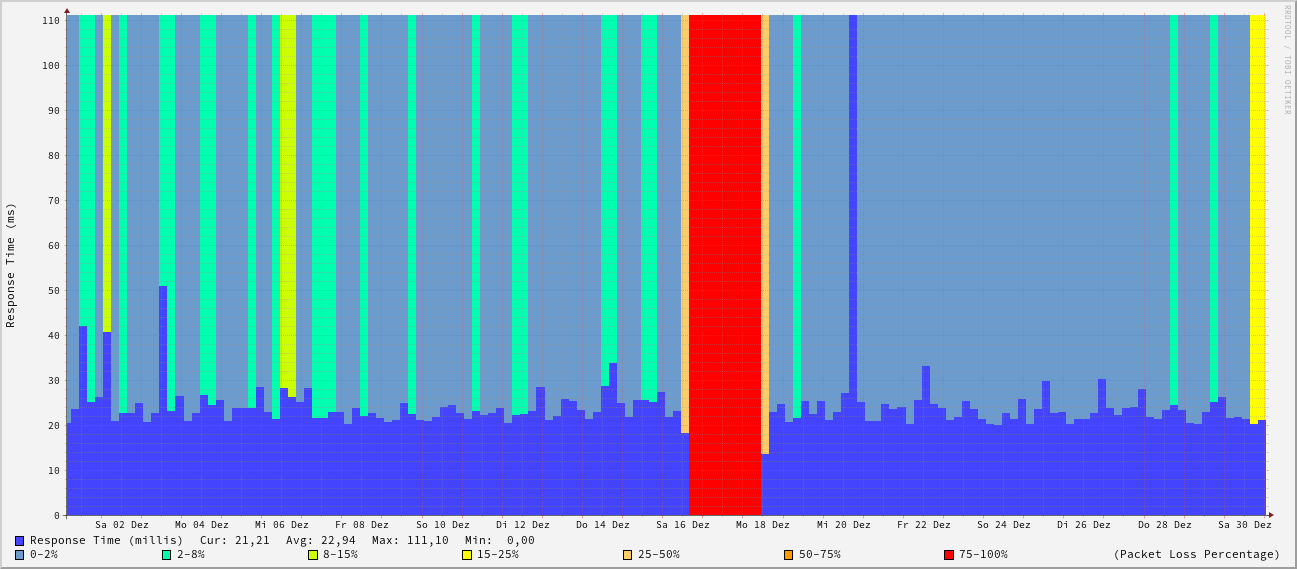 RRDTOOL / TOBI OETIKER
Response Time (ms)
110
100
90
80
70
60
50
40
30
20
10
0
Sa 02 Dez Mo 04 Dez Mi 06 Dez Fr 08 Dez So 10 Dez Di 12 Dez Do 14 Dez Sa 16 Dez Mo 18 Dez Mi 20 Dez Fr 22 Dez So 24 Dez Di 26 Dez Do 28 Dez Sa 30 Dez
Response Time (millis) Cur: 21,21 Avg: 22,94 Max: 111,10 Min: 0,00
0-2% 2-8% 8-15% 15-25% 25-50% 50-75% 75-100% (Packet Loss Percentage)